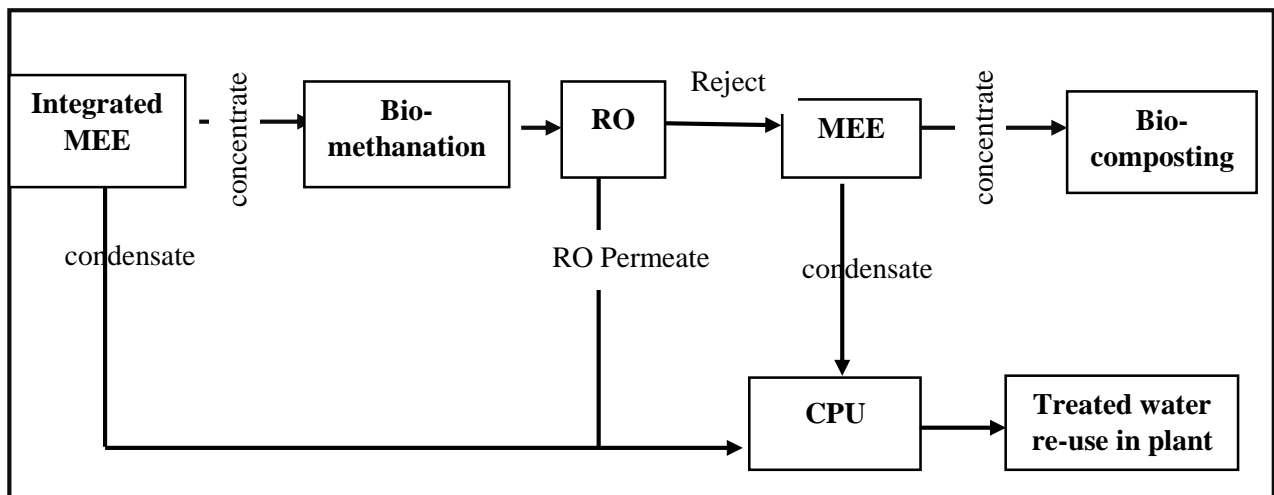 Integrated
MEE
concentrate
Bio-
methanation
RO
Reject
MEE
concentrate
Bio-
composting
condensate
RO Permeate
condensate
CPU
Treated water
re-use in plant